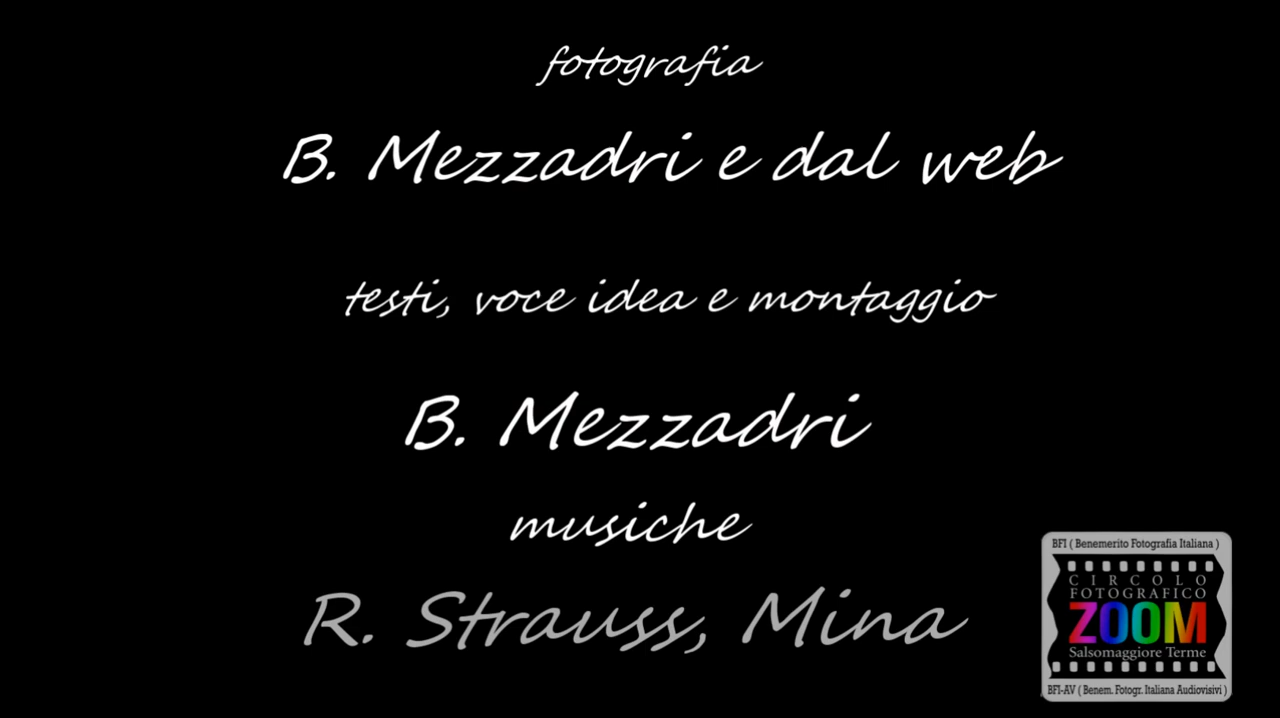 fotografia
B. Mezzadri e dal web
testi, voce idea e montaggio
B. Mezzadri
musiche
R. Strauss, Mina
BFI ( Benemerito Fotografia Italiana )
CIRCOLO
FOTOGRAFICO
ZOOM
Salsomaggiore Terme
BFI-AV ( Benem. Fotogr. Italiana Audiovisivi )